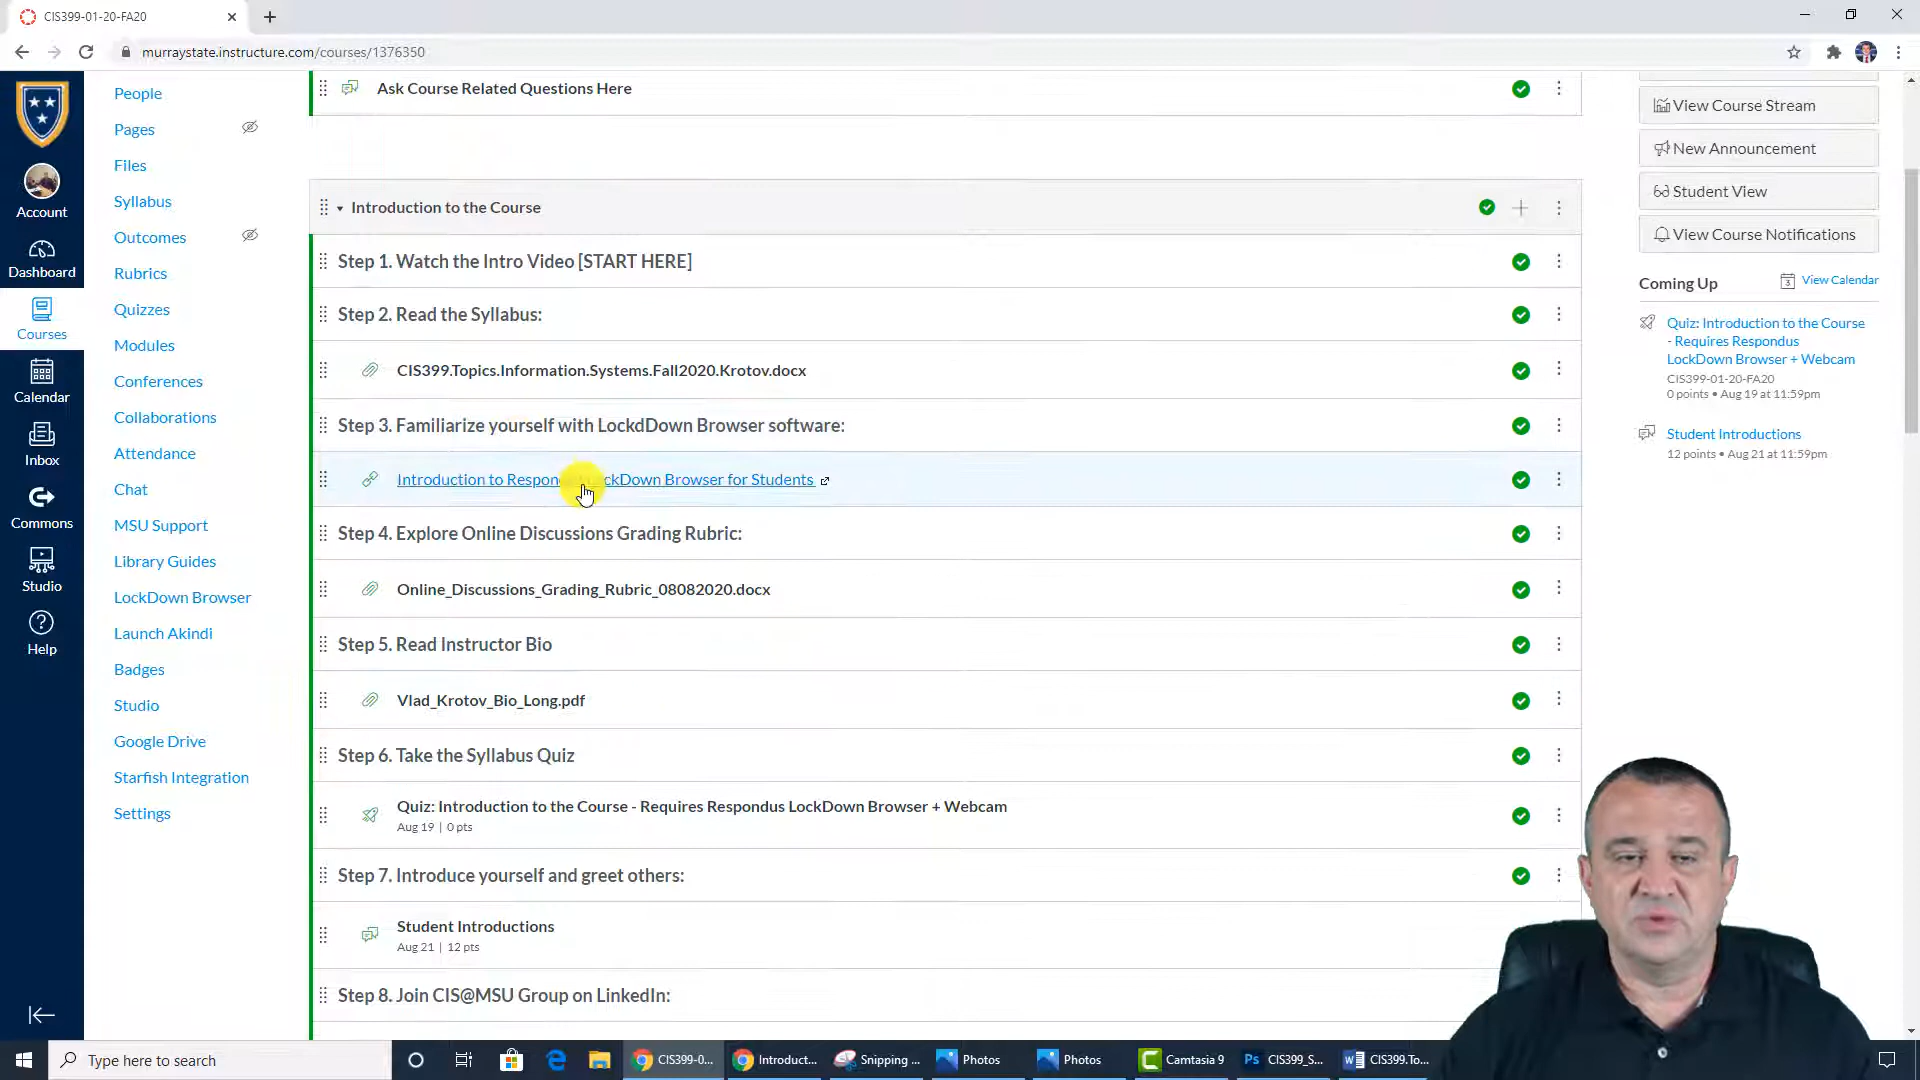 CIS399-01-20-FA20
murraystate.instructure.com/courses/1376350
Account
Dashboard
Courses
Calendar
Inbox
Commons
Studio
Help
People
Pages
Files
Syllabus
Outcomes
Rubrics
Quizzes
Modules
Conferences
Collaborations
Attendance
Chat
MSU Support
Library Guides
LockDown Browser
Launch Akindi
Badges
Studio
Google Drive
Starfish Integration
Settings
Ask Course Related Questions Here
Introduction to the Course
Step 1. Watch the Intro Video [START HERE]
Step 2. Read the Syllabus:
CIS399.Topics.Information.Systems.Fall2020.Krotov.docx
Step 3. Familiarize yourself with LockdDown Browser software:
Introduction to Respondus LockDown Browser for Students
Step 4. Explore Online Discussions Grading Rubric:
Online_Discussions_Grading_Rubric_08082020.docx
Step 5. Read Instructor Bio
Vlad_Krotov_Bio_Long.pdf
Step 6. Take the Syllabus Quiz
Quiz: Introduction to the Course - Requires Respondus LockDown Browser + Webcam
Aug 19 | 0 pts
Step 7. Introduce yourself and greet others:
Student Introductions
Aug 21 | 12 pts
Step 8. Join CIS@MSU Group on LinkedIn:
View Course Stream
New Announcement
Student View
View Course Notifications
Coming Up
3 View Calendar
Quiz: Introduction to the Course
- Requires Respondus
LockDown Browser + Webcam
CIS399-01-20-FA20
0 points • Aug 19 at 11:59pm
Student Introductions
12 points • Aug 21 at 11:59pm
Type here to search
CIS399-0...
Introduct...
Snipping ...
Photos
Photos
Camtasia 9
Ps CIS399_S...
CIS399.To...